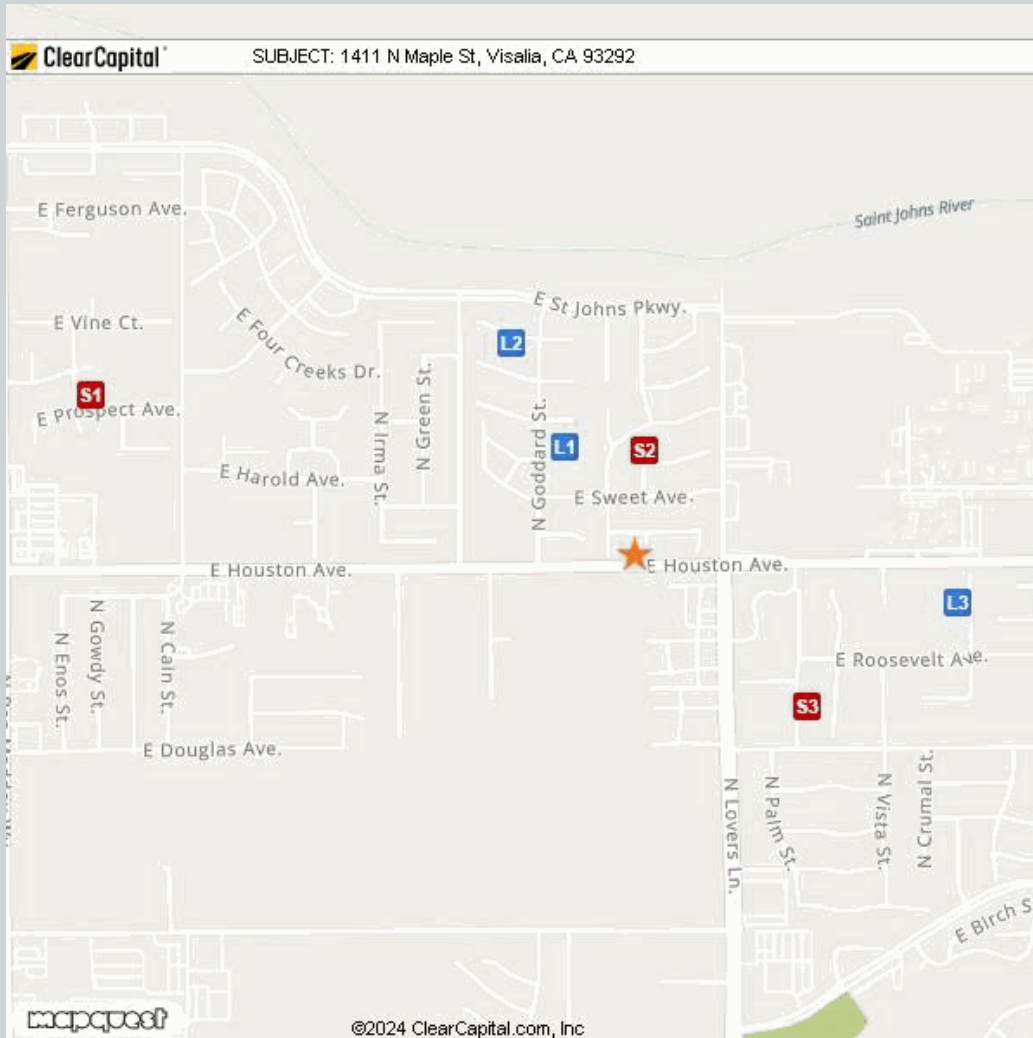 ClearCapital
SUBJECT: 1411 N Maple St, Visalia, CA 93292
E Ferguson Ave.
Saint Johns River
E St Johns Pkwy.
E Vine Ct.
E Four Creeks Dr.
L2
S1
E Prospect Ave.
N Irma St.
N Green St.
N Goddard St.
L1
S2
E Harold Ave.
E Sweet Ave.
E Houston Ave.
E Houston Ave.
L3
N Enos St.
N Gowdy St.
N Cain St.
E Roosevelt Ave.
S3
E Douglas Ave.
N Lovers Ln.
N Palm St.
N Vista St.
N Crumal St.
E Birch S
mapquest
©2024 ClearCapital.com, Inc